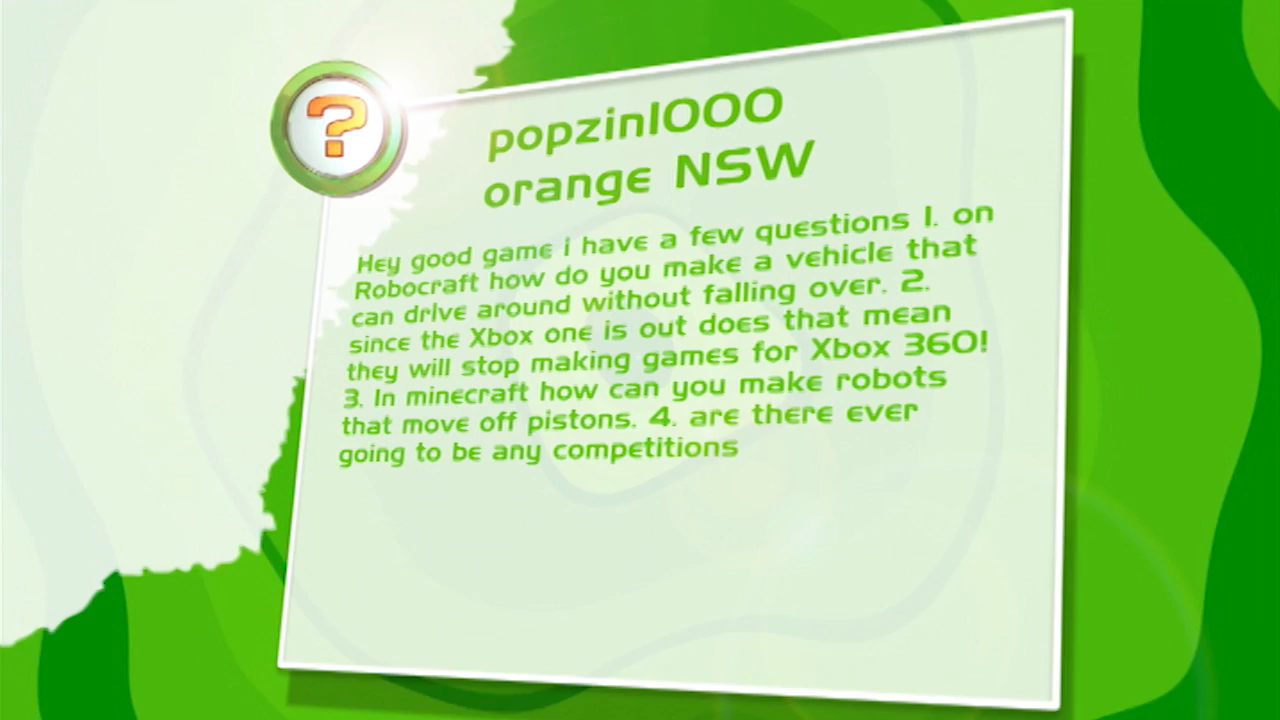 ?
popzin1000
orange NSW
Hey good game i have a few questions 1. on
Robocraft how do you make a vehicle that
can drive around without falling over. 2.
since the Xbox one is out does that mean
they will stop making games for Xbox 360!
3. In minecraft how can you make robots
that move off pistons. 4. are there ever
going to be any competitions